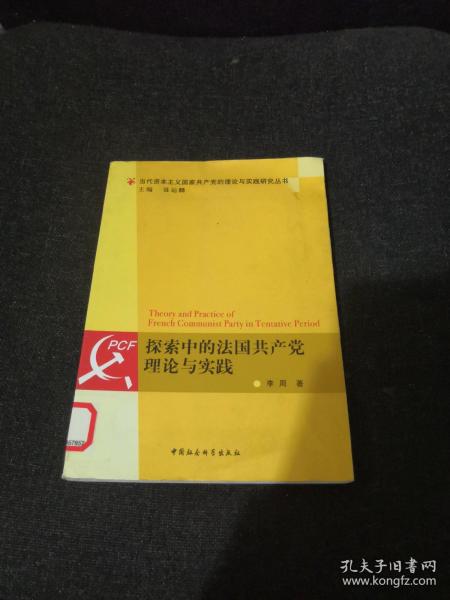 当代资本主义国家共产党的理论与实践研究丛书
主编 聂运麟
Theory and Practice of
French Communist Party in Tentative Period
PCF
探索中的法国共产党
理论与实践
李周 著
中国社会科学出版社
孔夫子旧书网
www.kongfz.com